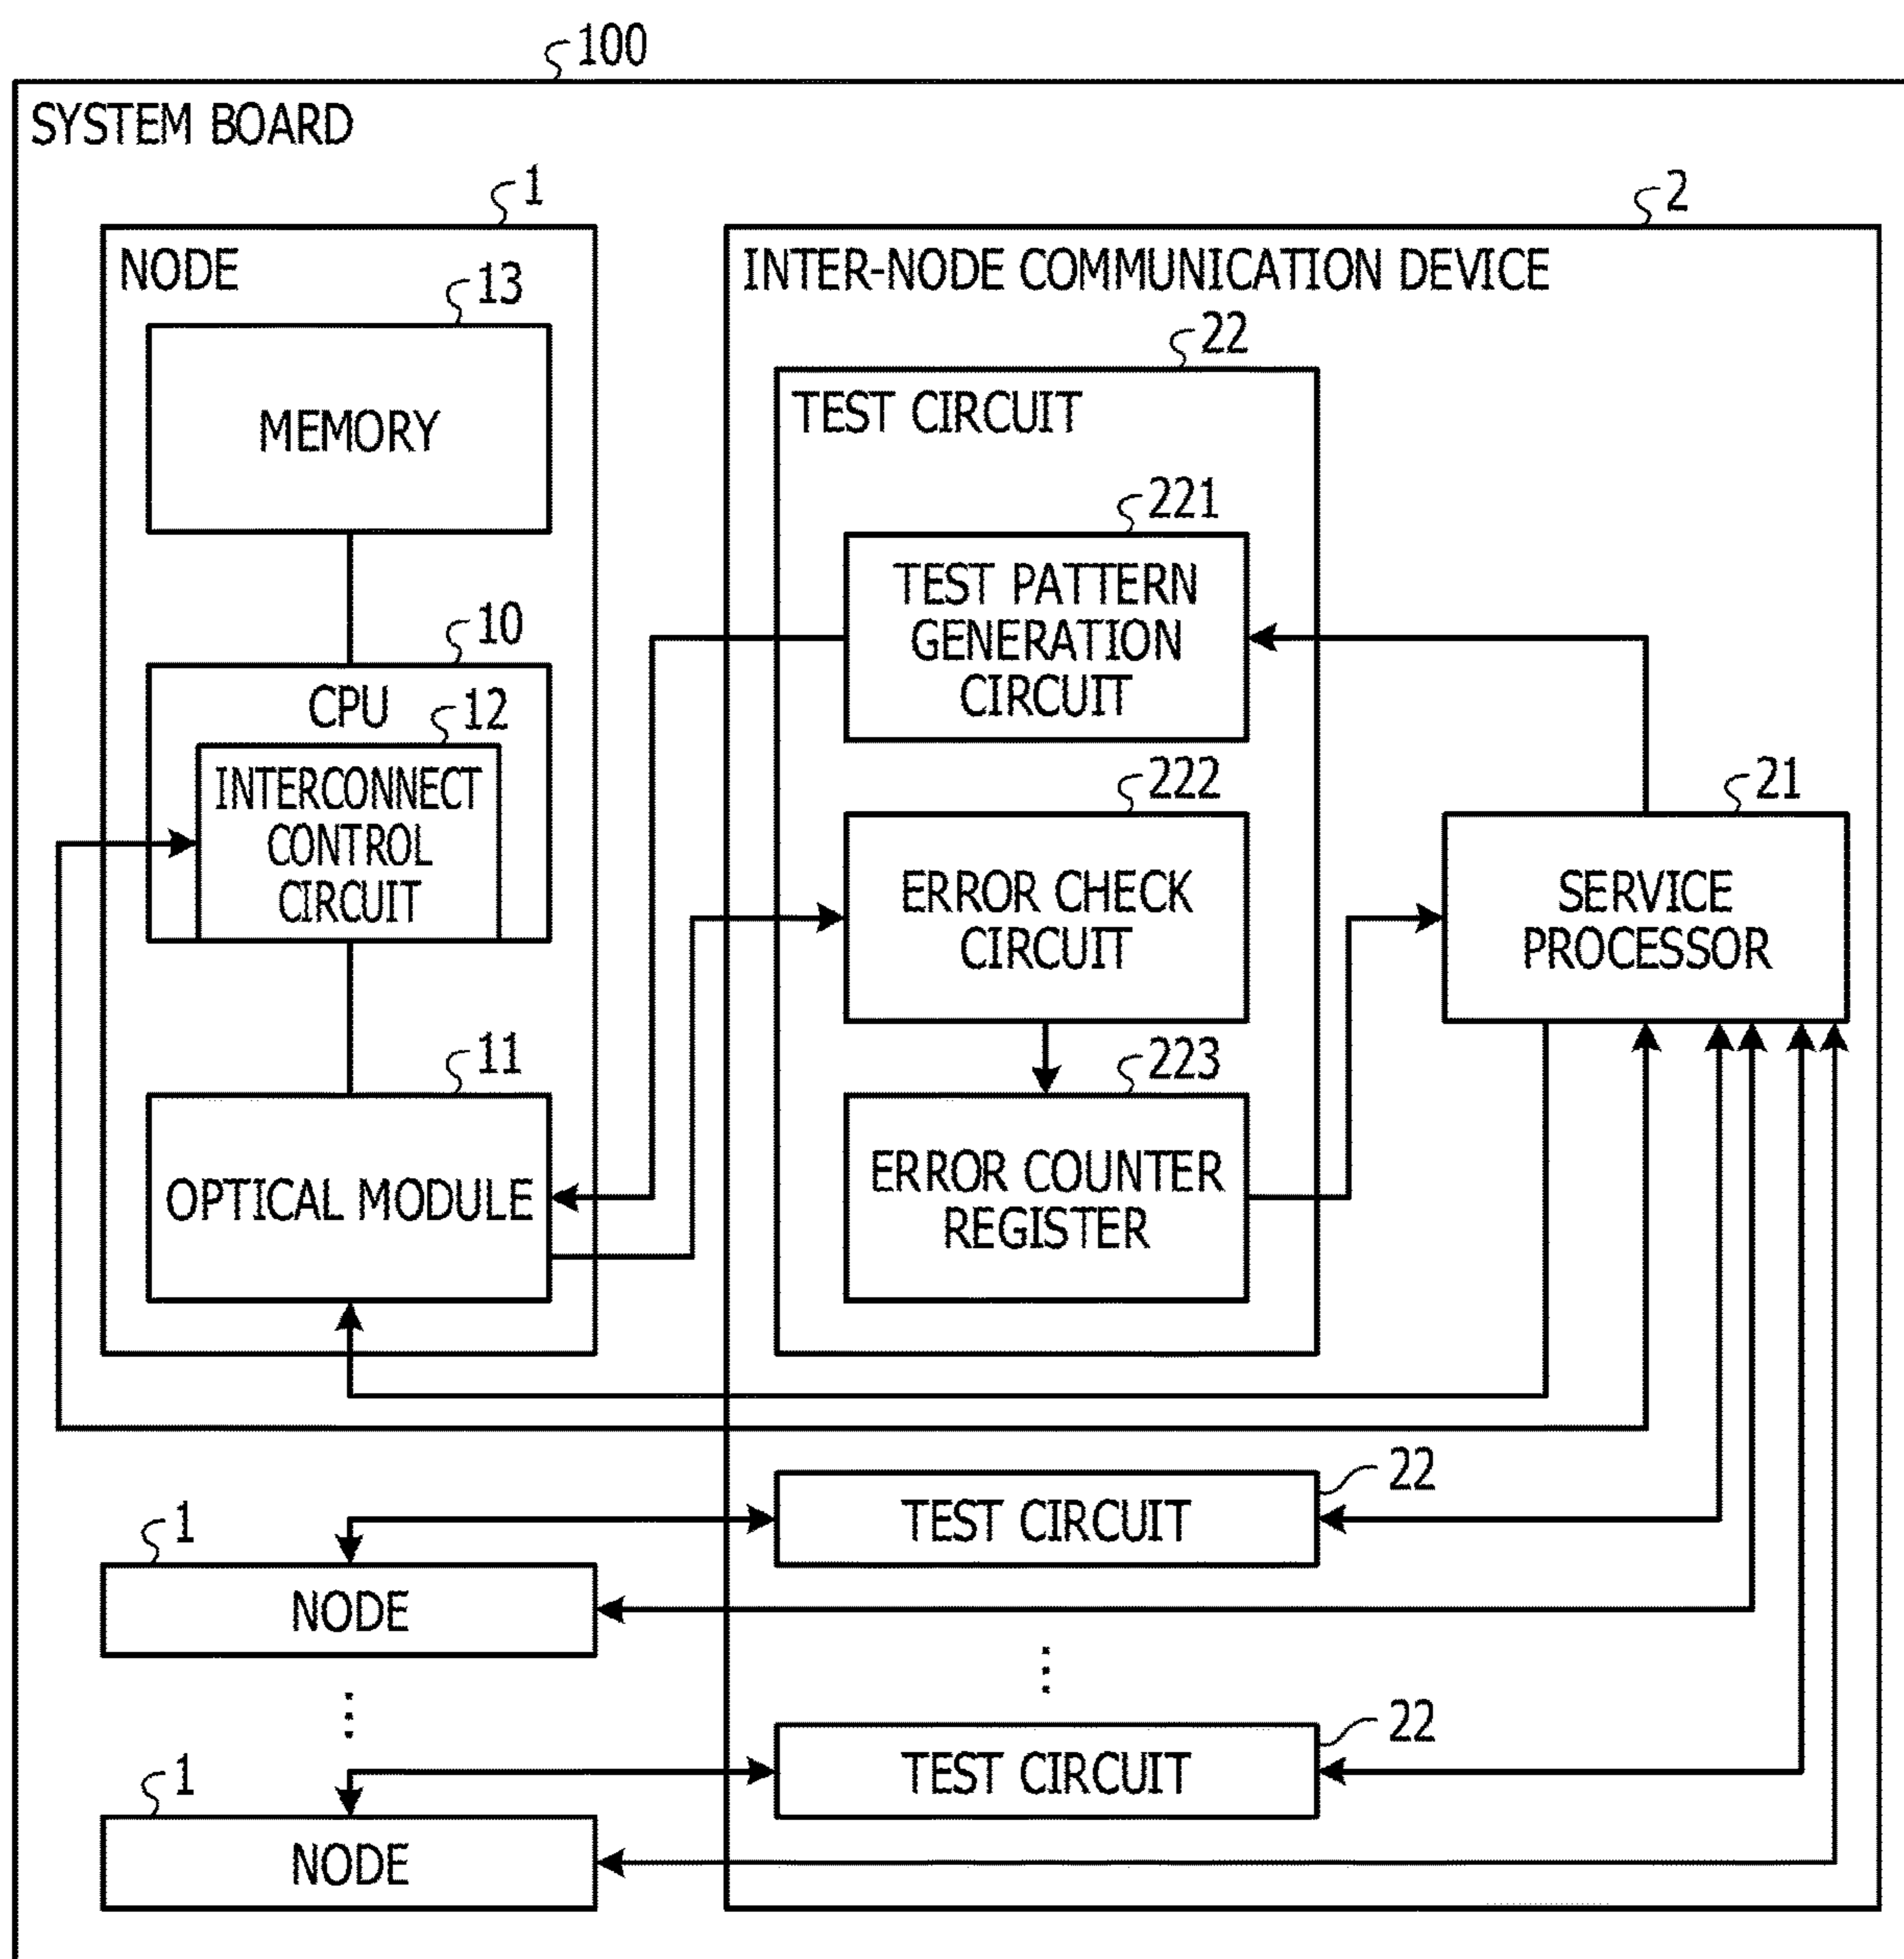 100
SYSTEM BOARD
1
NODE
13
MEMORY
10
CPU
12
INTERCONNECT
CONTROL
CIRCUIT
11
OPTICAL MODULE
2
INTER-NODE COMMUNICATION DEVICE
22
TEST CIRCUIT
221
TEST PATTERN
GENERATION
CIRCUIT
222
ERROR CHECK
CIRCUIT
223
ERROR COUNTER
REGISTER
21
SERVICE
PROCESSOR
22
TEST CIRCUIT
1
NODE
22
TEST CIRCUIT
1
NODE